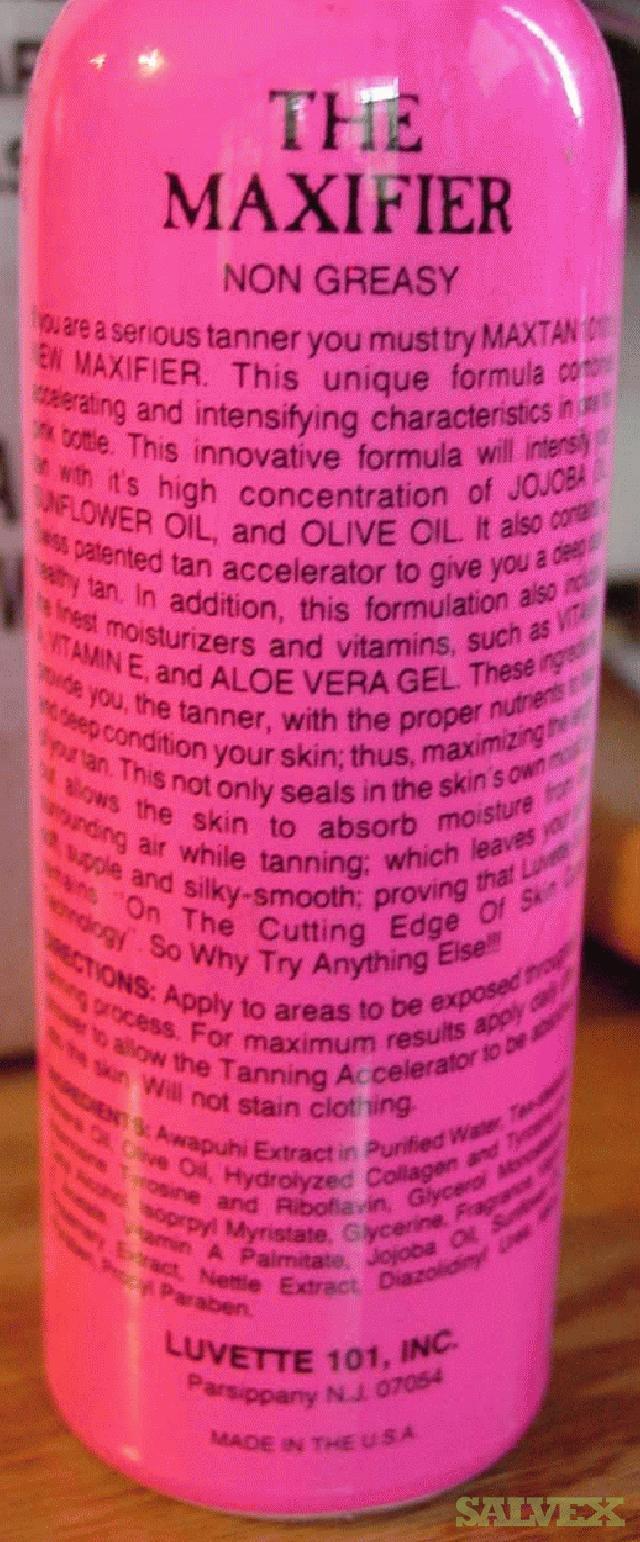 THE
MAXIFIER
NON GREASY
you are a serious tanner you must try MAXTAN
MAXIFIER. This unique formula
accelerating and intensifying characteristics in
bottle. This innovative formula will intensify
with it's high concentration of JOJOBA
SUNFLOWER OIL, and OLIVE OIL. It also
patented tan accelerator to give you a deep
tan. In addition, this formulation also
finest moisturizers and vitamins, such as
VITAMIN E, and ALOE VERA GEL. These
you, the tanner, with the proper nutrients
deep condition your skin; thus, maximizing the
your tan. This not only seals in the skin's own
allows the skin to absorb moisture from
surrounding air while tanning; which leaves your
supple and silky-smooth; proving that Luvette
remains "On The Cutting Edge Of Skin
Technology". So Why Try Anything Else!!!
DIRECTIONS: Apply to areas to be exposed
process. For maximum results apply daily
to allow the Tanning Accelerator to be
the skin. Will not stain clothing.
INGREDIENTS: Awapuhi Extract in Purified Water,
Oil, Olive Oil, Hydrolyzed Collagen and
and Riboflavin, Glycerol
Myristate, Glycerine, Fragrance,
Vitamin A Palmitate, Jojoba Oil,
Extract, Nettle Extract, Diazolidinyl Urea,
Propyl Paraben.
LUVETTE 101, INC.
Parsippany N.J. 07054
MADE IN THE U.S.A.
SALVEX